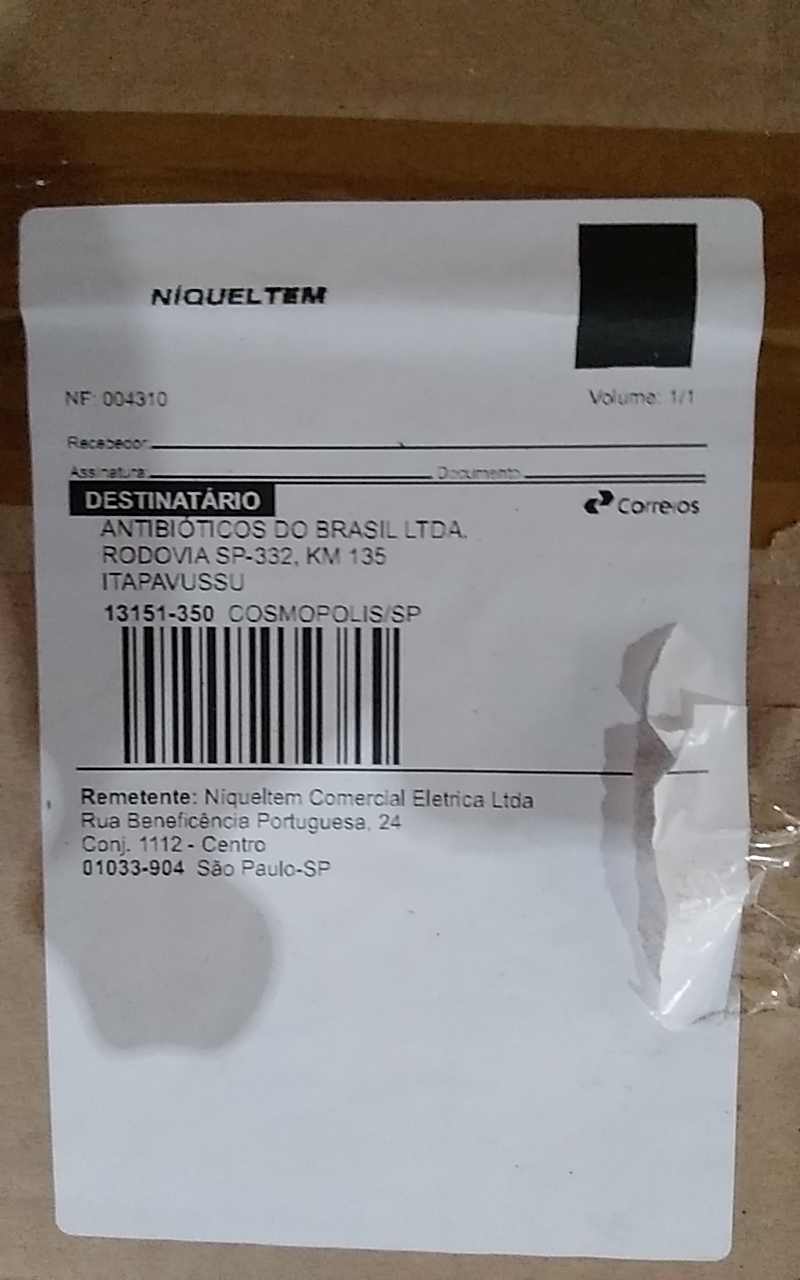 NÍQUELTEM
NF: 004310 Volume: 1/1
Recebedor:
Assinatura: Documento
DESTINATÁRIO
Correios
ANTIBIÓTICOS DO BRASIL LTDA.
RODOVIA SP-332, KM 135
ITAPAVUSSU
13151-350 COSMOPOLIS/SP
Remetente: Niqueltem Comercial Eletrica Ltda
Rua Beneficência Portuguesa, 24
Conj. 1112 - Centro
01033-904 São Paulo-SP